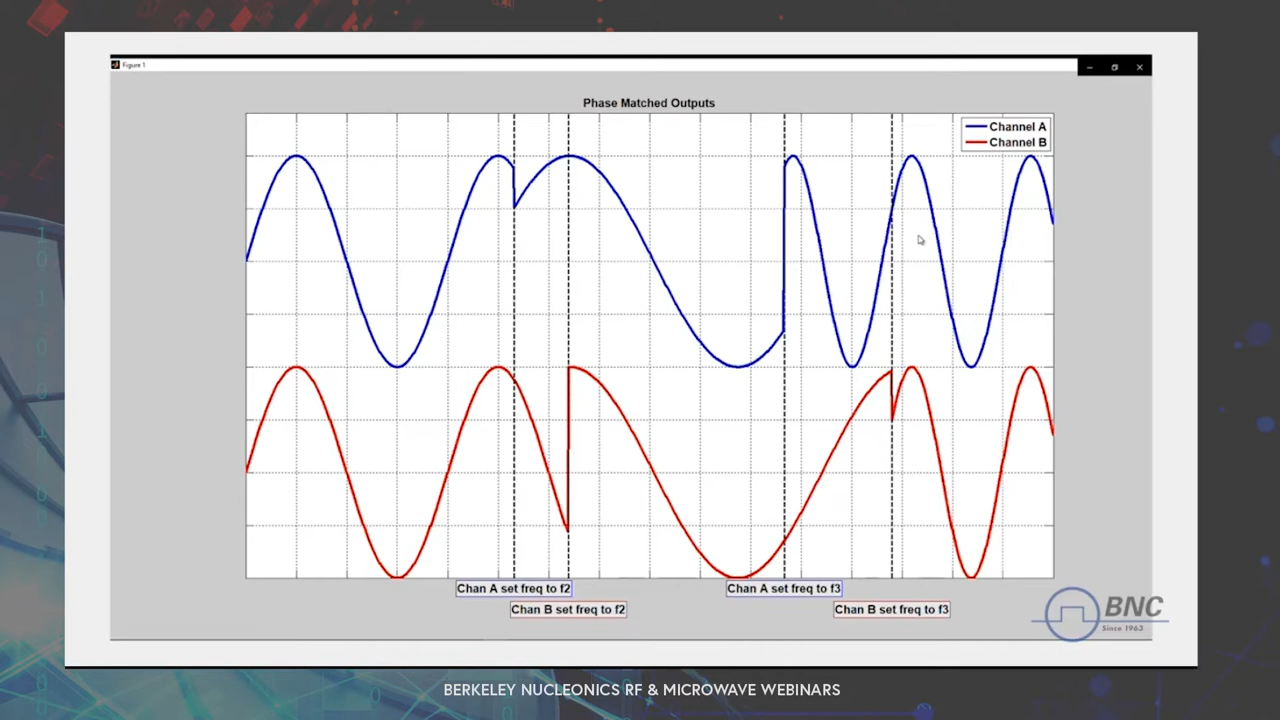 Figure 1
Phase Matched Outputs
Channel A
Channel B
Chan A set freq to f2
Chan A set freq to f3
Chan B set freq to f2
Chan B set freq to f3
BNC
Since 1963
BERKELEY NUCLEONICS RF & MICROWAVE WEBINARS